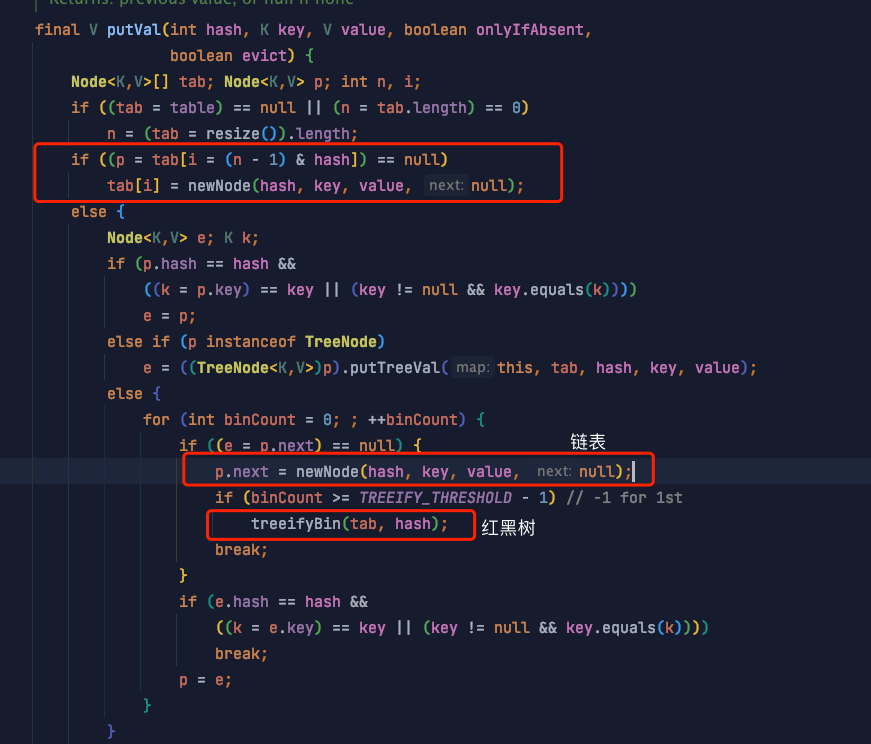 Returns: previous value, or null if none
final V putVal(int hash, K key, V value, boolean onlyIfAbsent,
boolean evict) {
Node<K,V>[] tab; Node<K,V> p; int n, i;
if ((tab = table) == null || (n = tab.length) == 0)
n = (tab = resize()).length;
if ((p = tab[i = (n - 1) & hash]) == null)
tab[i] = newNode(hash, key, value, next: null);
else {
Node<K,V> e; K k;
if (p.hash == hash &&
((k = p.key) == key || (key != null && key.equals(k))))
e = p;
else if (p instanceof TreeNode)
e = ((TreeNode<K,V>)p).putTreeVal( map: this, tab, hash, key, value);
else {
for (int binCount = 0; ; ++binCount) {
if ((e = p.next) == null) {
链表
p.next = newNode(hash, key, value, next: null);
if (binCount >= TREEIFY_THRESHOLD - 1) // -1 for 1st
treeifyBin(tab, hash); 红黑树
break;
}
if (e.hash == hash &&
((k = e.key) == key || (key != null && key.equals(k))))
break;
p = e;
}
}